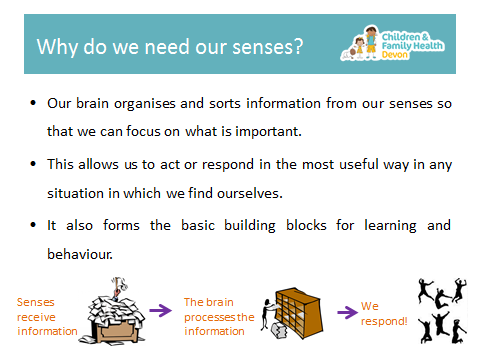 Why do we need our senses?
Children &
Family Health
Devon
• Our brain organises and sorts information from our senses so
that we can focus on what is important.
• This allows us to act or respond in the most useful way in any
situation in which we find ourselves.
• It also forms the basic building blocks for learning and
behaviour.
Senses
receive
information
The brain
processes the
information
We
respond!